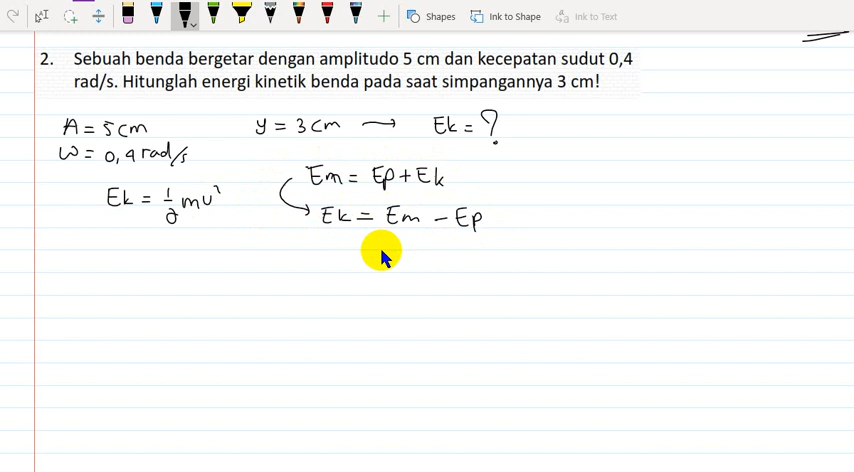 Shapes Ink to Shape Ink to Text
2. Sebuah benda bergetar dengan amplitudo 5 cm dan kecepatan sudut 0,4
rad/s. Hitunglah energi kinetik benda pada saat simpangannya 3 cm!
A = 5 cm y = 3 cm → Ek = ?
ω = 0,4 rad/s
Em = Ep + Ek
Ek = 1/2 mv²
Ek = Em - Ep